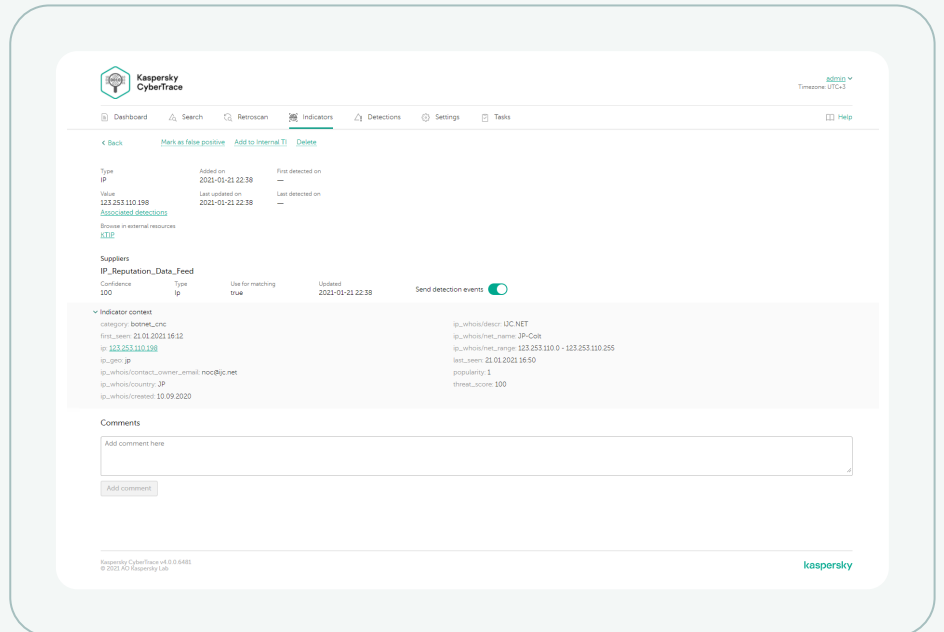 Kaspersky
CyberTrace
admin
Timezone: UTC+3
Dashboard Search Retroscan Indicators Detections Settings Tasks Help
Back Mark as false positive Add to Internal TI Delete
Type Added on First detected on
IP 2021-01-21 22:38 —
Value Last updated on Last detected on
123.253.110.198 2021-01-21 22:38 —
Associated detections
Browse in external resources
KTIP
Suppliers
IP_Reputation_Data_Feed
Confidence Type Use for matching Updated
100 Ip true 2021-01-21 22:38
Send detection events
Indicator context
category: botnet_cnc
first_seen: 21.01.2021 16:12
ip: 123.253.110.198
ip_geo: jp
ip_whois/contact_owner_email: noc@ijc.net
ip_whois/country: JP
ip_whois/created: 10.09.2020
ip_whois/descr: IJC.NET
ip_whois/net_name: JP-Colt
ip_whois/net_range: 123.253.110.0 - 123.253.110.255
last_seen: 21.01.2021 16:50
popularity: 1
threat_score: 100
Comments
Add comment here
Add comment
Kaspersky CyberTrace v4.0.0.6481
© 2021 AO Kaspersky Lab
kaspersky